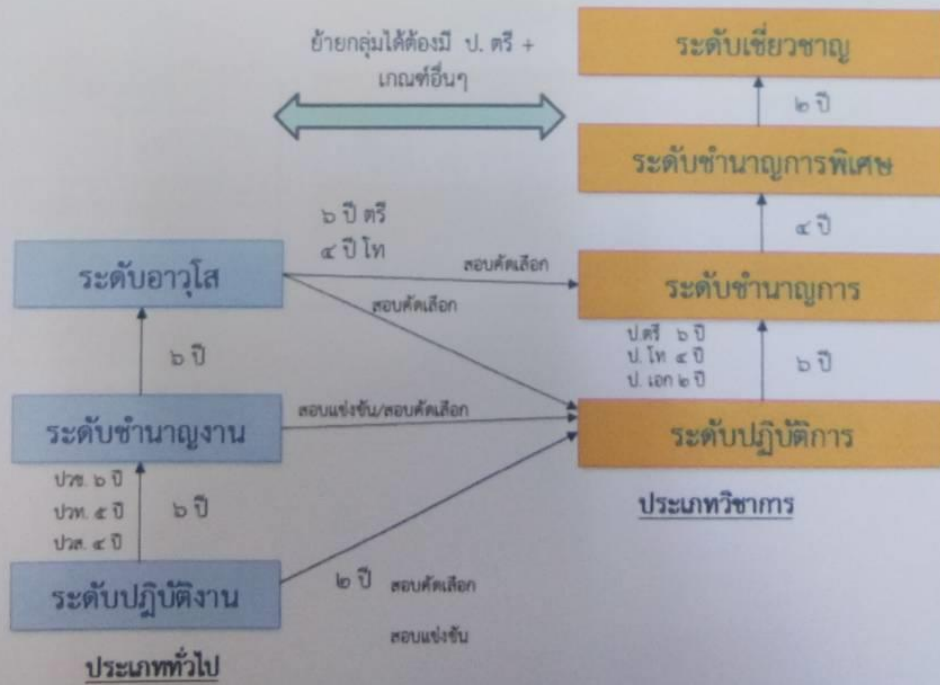 ย้ายกลุ่มได้ต้องมี ป. ตรี +
เกณฑ์อื่นๆ
ระดับเชี่ยวชาญ
๒ ปี
ระดับชำนาญการพิเศษ
๔ ปี
๖ ปี ตรี
๔ ปี โท
สอบคัดเลือก
ระดับอาวุโส
ระดับชำนาญการ
สอบคัดเลือก
ป.ตรี ๖ ปี
ป. โท ๔ ปี
ป. เอก ๒ ปี
๖ ปี
๖ ปี
ระดับชำนาญงาน
สอบแข่งขัน/สอบคัดเลือก
ระดับปฏิบัติการ
ปวช. ๖ ปี
ปวท. ๕ ปี
ปวส. ๔ ปี
๖ ปี
ประเภทวิชาการ
ระดับปฏิบัติงาน
๒ ปี สอบคัดเลือก
สอบแข่งขัน
ประเภททั่วไป